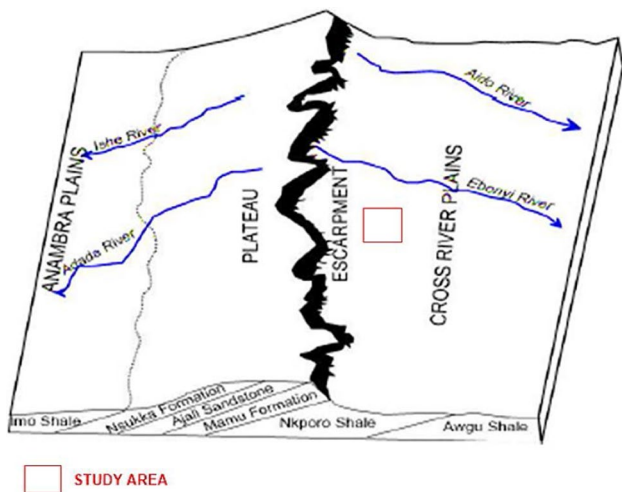 Aido River
Ishe River
Ebonyi River
Adada River
ANAMBRA PLAINS
PLATEAU
ESCARPMENT
CROSS RIVER PLAINS
Imo Shale
Nsukka Formation
Ajali Sandstone
Mamu Formation
Nkporo Shale
Awgu Shale
STUDY AREA